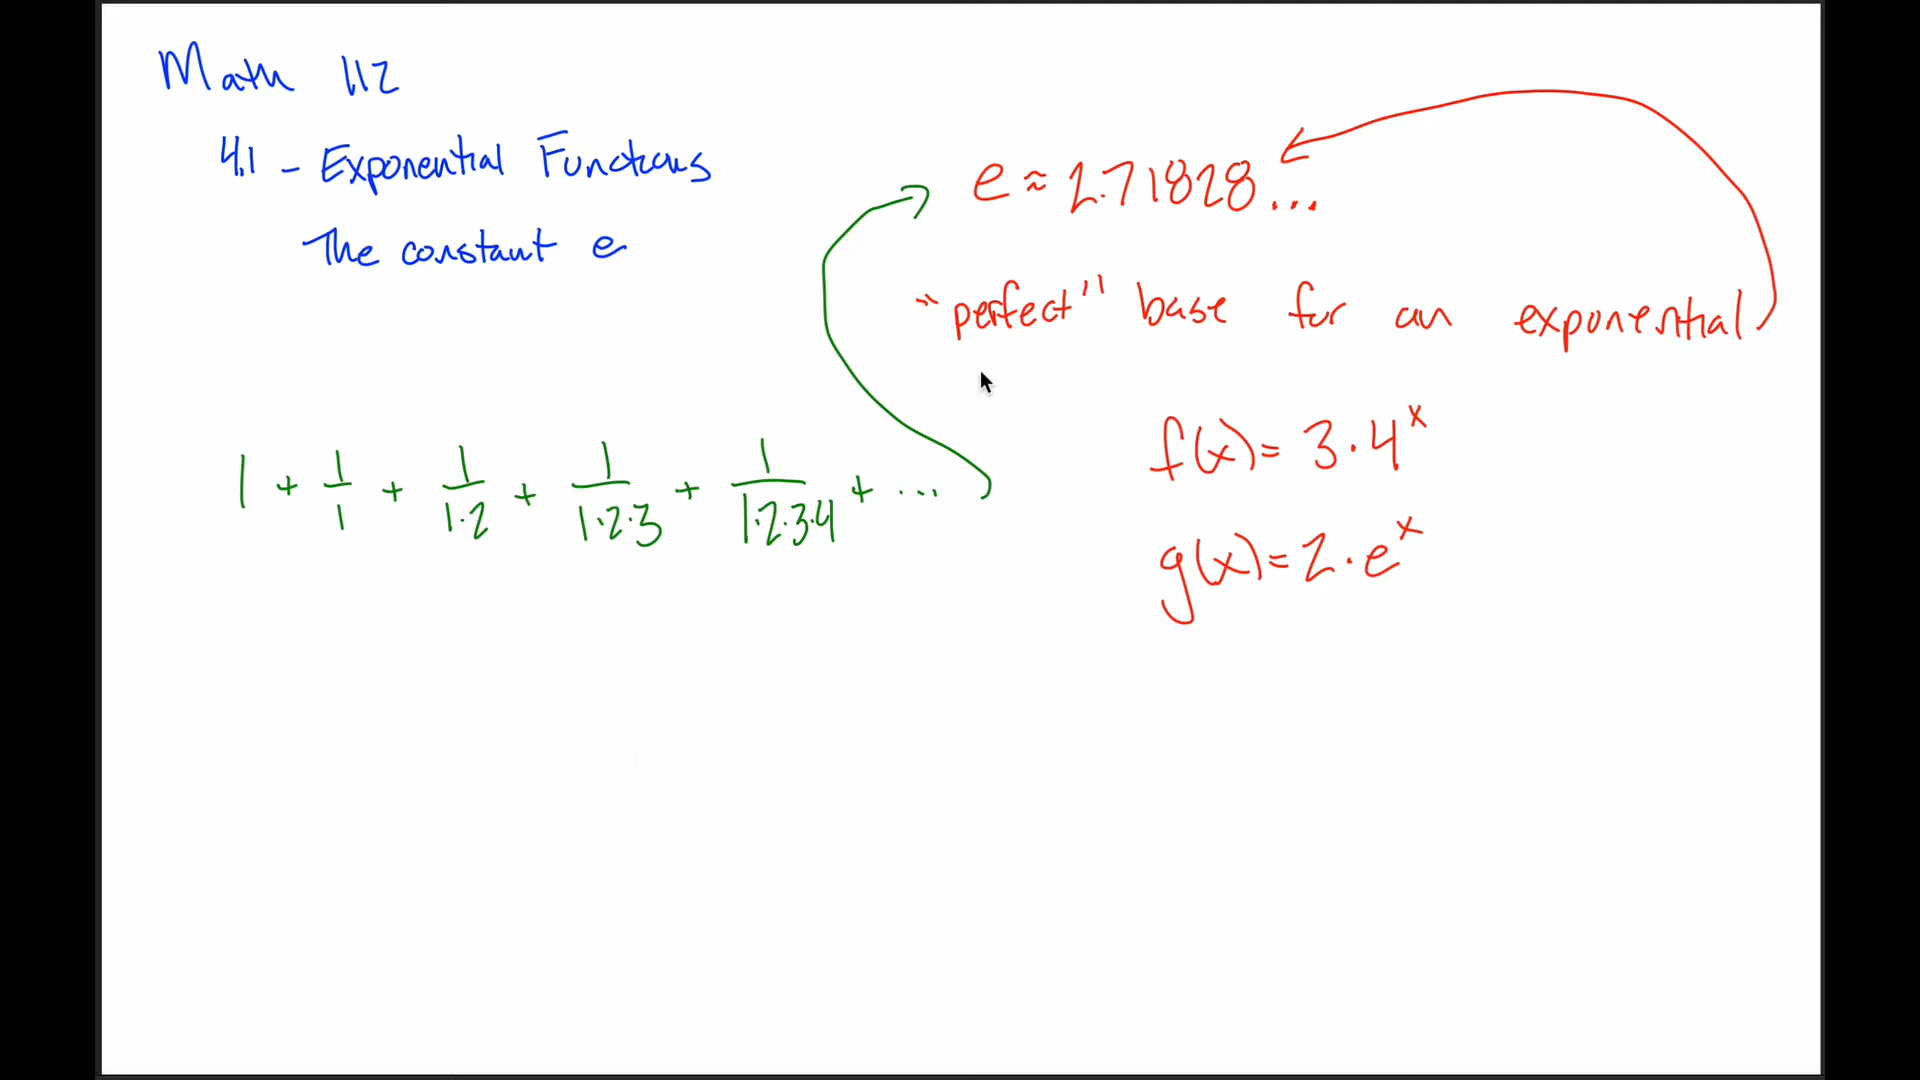 Math 112
4.1 - Exponential Functions
The constant e
e ≈ 2.71828...
"perfect" base for an exponential
1 + 1/1 + 1/(1·2) + 1/(1·2·3) + 1/(1·2·3·4) + ...
f(x) = 3·4^x
g(x) = 2·e^x